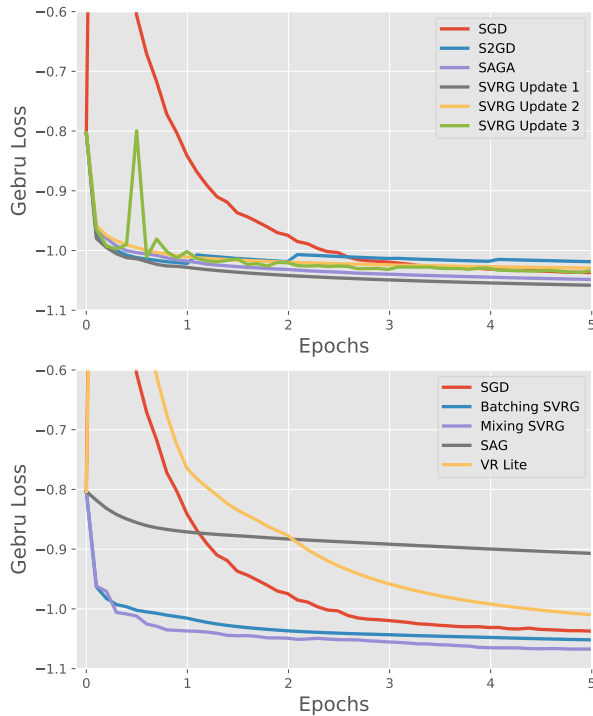 −0.6
−0.7
−0.8
−0.9
−1.0
−1.1
Gebru Loss
SGD
S2GD
SAGA
SVRG Update 1
SVRG Update 2
SVRG Update 3
0 1 2 3 4 5
Epochs
−0.6
−0.7
−0.8
−0.9
−1.0
−1.1
Gebru Loss
SGD
Batching SVRG
Mixing SVRG
SAG
VR Lite
0 1 2 3 4 5
Epochs